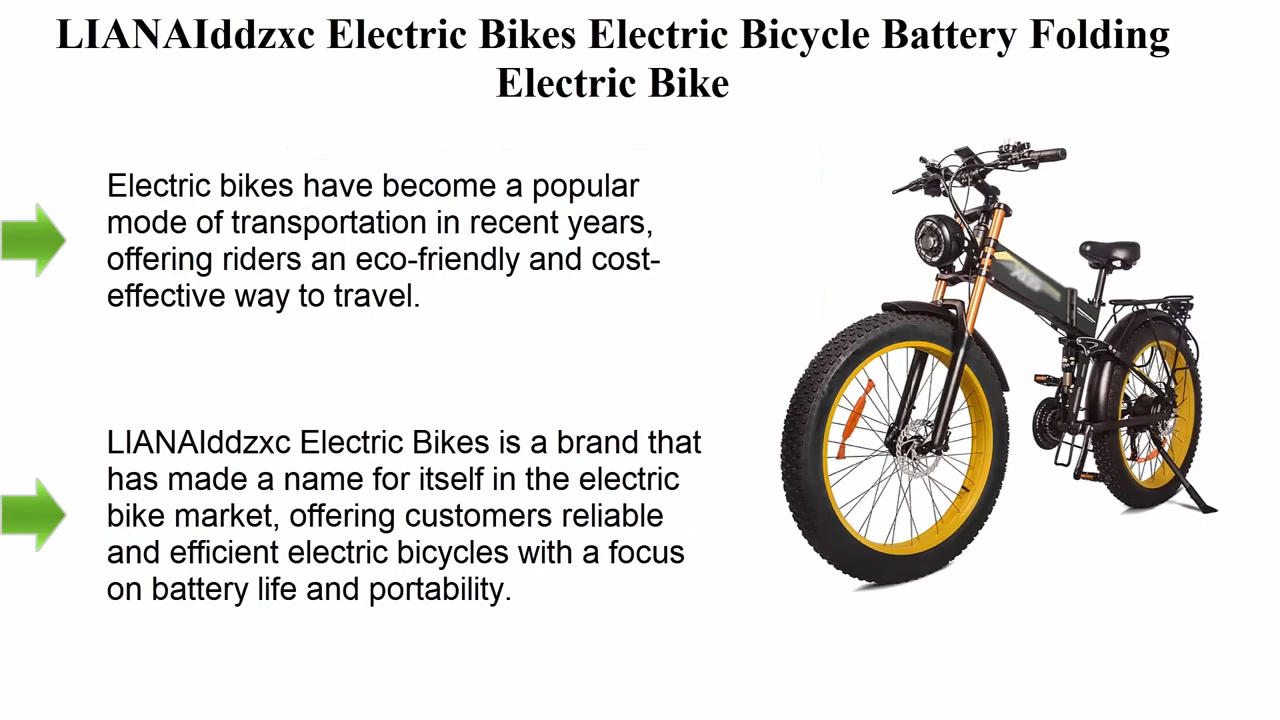 LIANAIddzxc Electric Bikes Electric Bicycle Battery Folding
Electric Bike
Electric bikes have become a popular
mode of transportation in recent years,
offering riders an eco-friendly and cost-
effective way to travel.
LIANAIddzxc Electric Bikes is a brand that
has made a name for itself in the electric
bike market, offering customers reliable
and efficient electric bicycles with a focus
on battery life and portability.